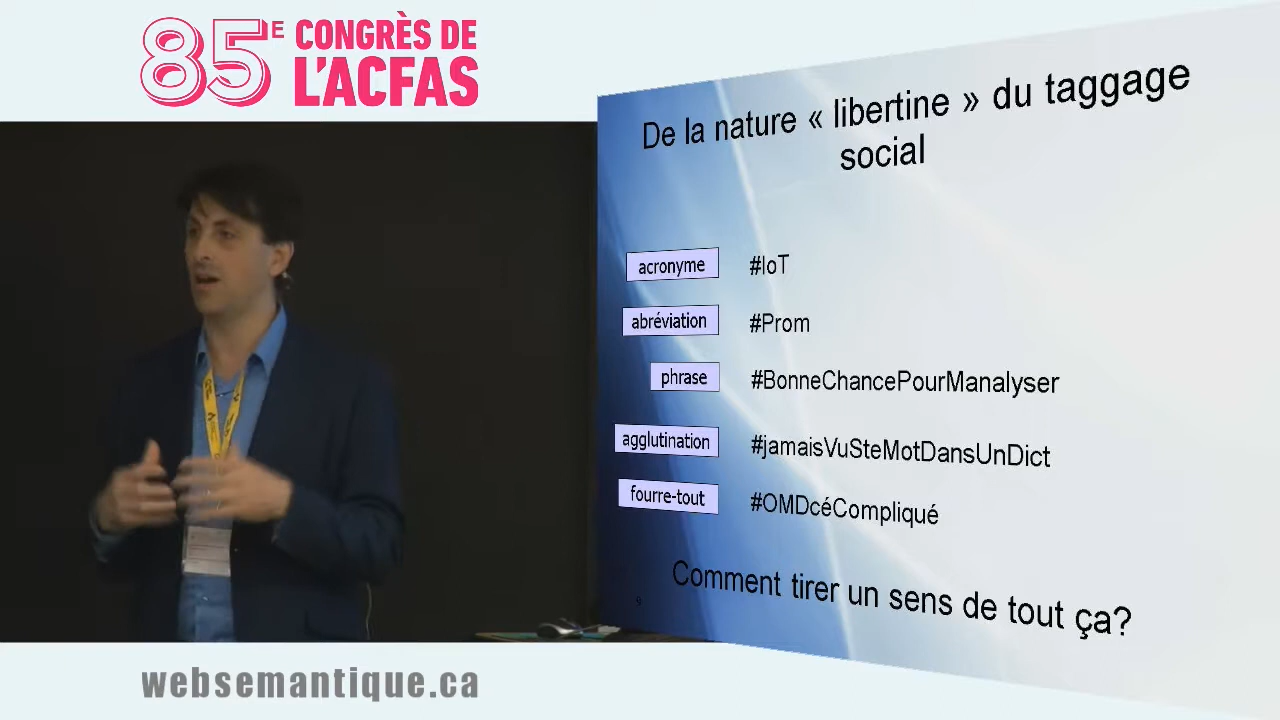 85E CONGRÈS DE
L'ACFAS
De la nature « libertine » du taggage
social
acronyme #IoT
abréviation #Prom
phrase #BonneChancePourManalyser
agglutination #jamaisVuSteMotDansUnDict
fourre-tout #OMDcéCompliqué
Comment tirer un sens de tout ça?
9
websemantique.ca